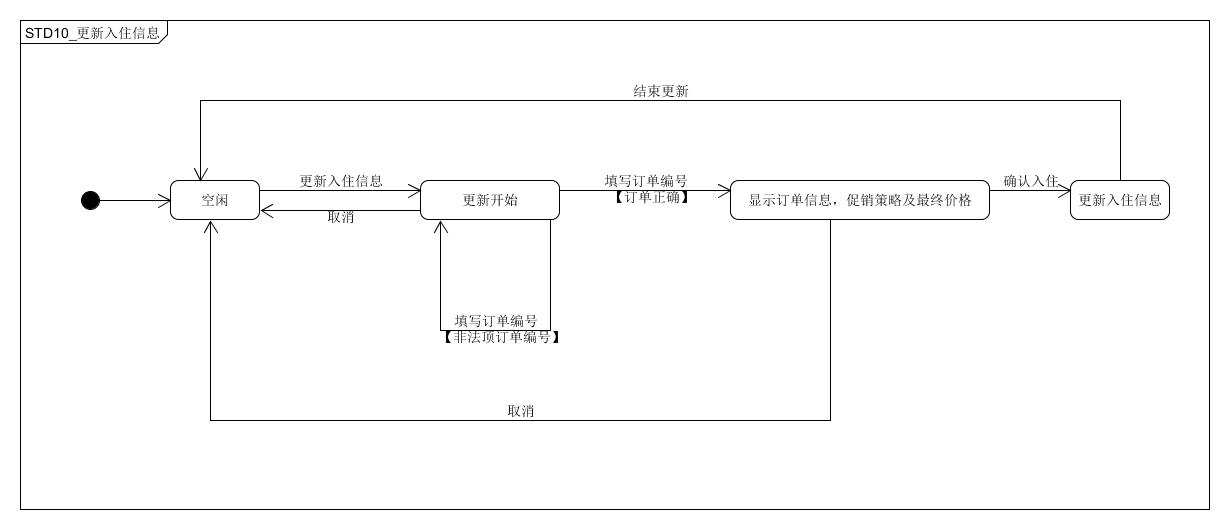 STD10_更新入住信息
结束更新
空闲
更新入住信息
取消
更新开始
填写订单编号
【订单正确】
显示订单信息，促销策略及最终价格
确认入住
更新入住信息
填写订单编号
【非法顶订单编号】
取消